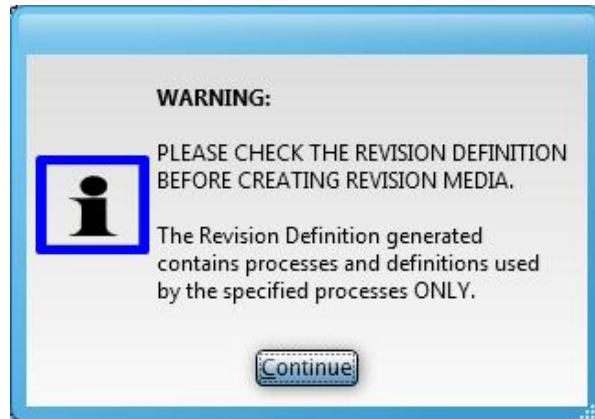 WARNING:
PLEASE CHECK THE REVISION DEFINITION
BEFORE CREATING REVISION MEDIA.
The Revision Definition generated
contains processes and definitions used
by the specified processes ONLY.
Continue